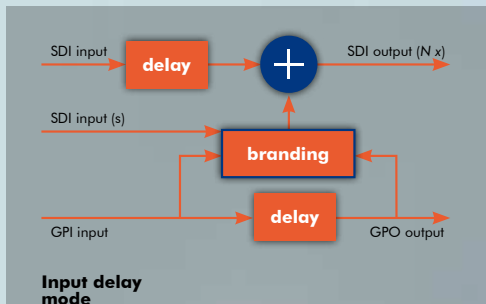 SDI input
delay
SDI output (N x)
SDI input (s)
branding
delay
GPI input
GPO output
Input delay
mode